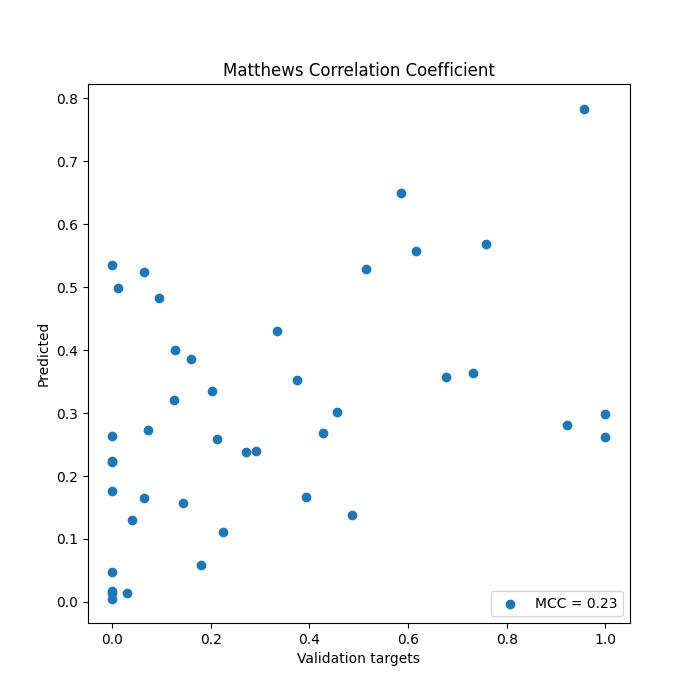 Matthews Correlation Coefficient
0.8
0.7
0.6
0.5
0.4
0.3
0.2
0.1
0.0
Predicted
MCC = 0.23
0.0 0.2 0.4 0.6 0.8 1.0
Validation targets